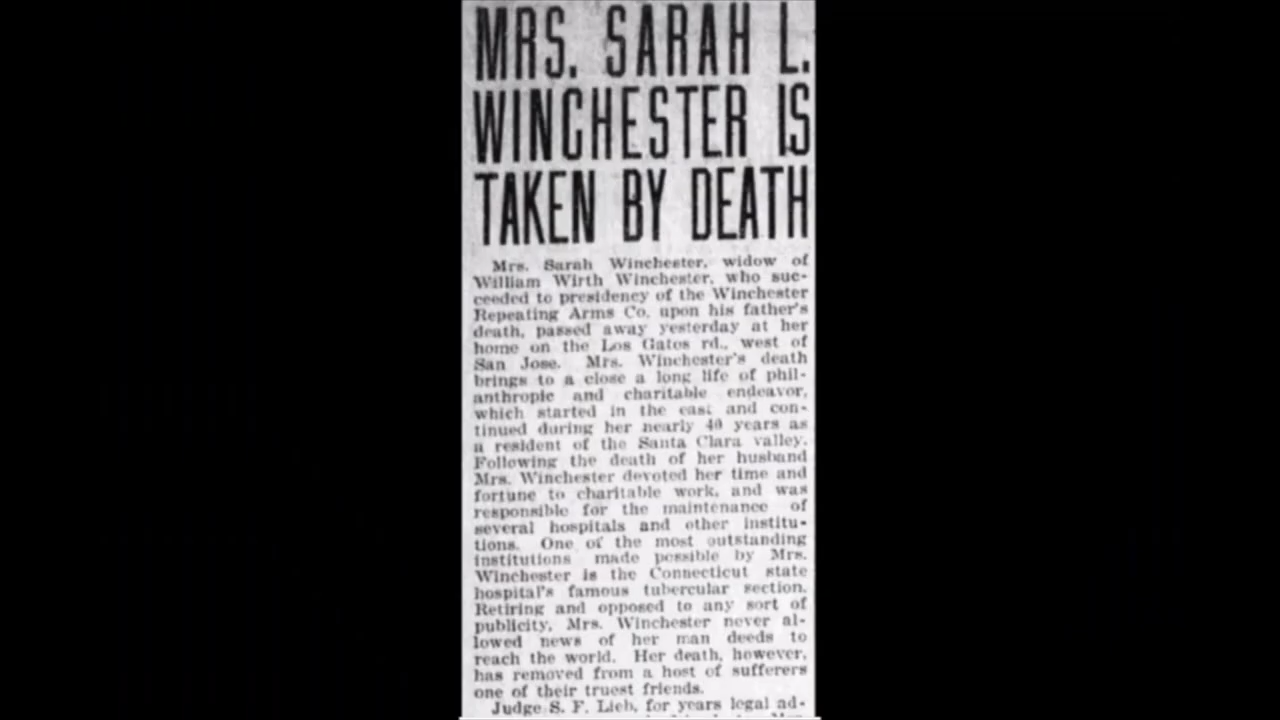 MRS. SARAH L.
WINCHESTER IS
TAKEN BY DEATH
Mrs. Sarah Winchester, widow of
William Wirth Winchester, who suc-
ceeded to presidency of the Winchester
Repeating Arms Co. upon his father's
death, passed away yesterday at her
home on the Los Gatos rd., west of
San Jose. Mrs. Winchester's death
brings to a close a long life of phil-
anthropic and charitable endeavor,
which started in the east and con-
tinued during her nearly 40 years as
a resident of the Santa Clara valley.
Following the death of her husband
Mrs. Winchester devoted her time and
fortune to charitable work, and was
responsible for the maintenance of
several hospitals and other institu-
tions. One of the most outstanding
institutions made possible by Mrs.
Winchester is the Connecticut state
hospital's famous tubercular section.
Retiring and opposed to any sort of
publicity, Mrs. Winchester never al-
lowed news of her man deeds to
reach the world. Her death, however,
has removed from a host of sufferers
one of their truest friends.
Judge S. F. Lieb, for years legal ad-